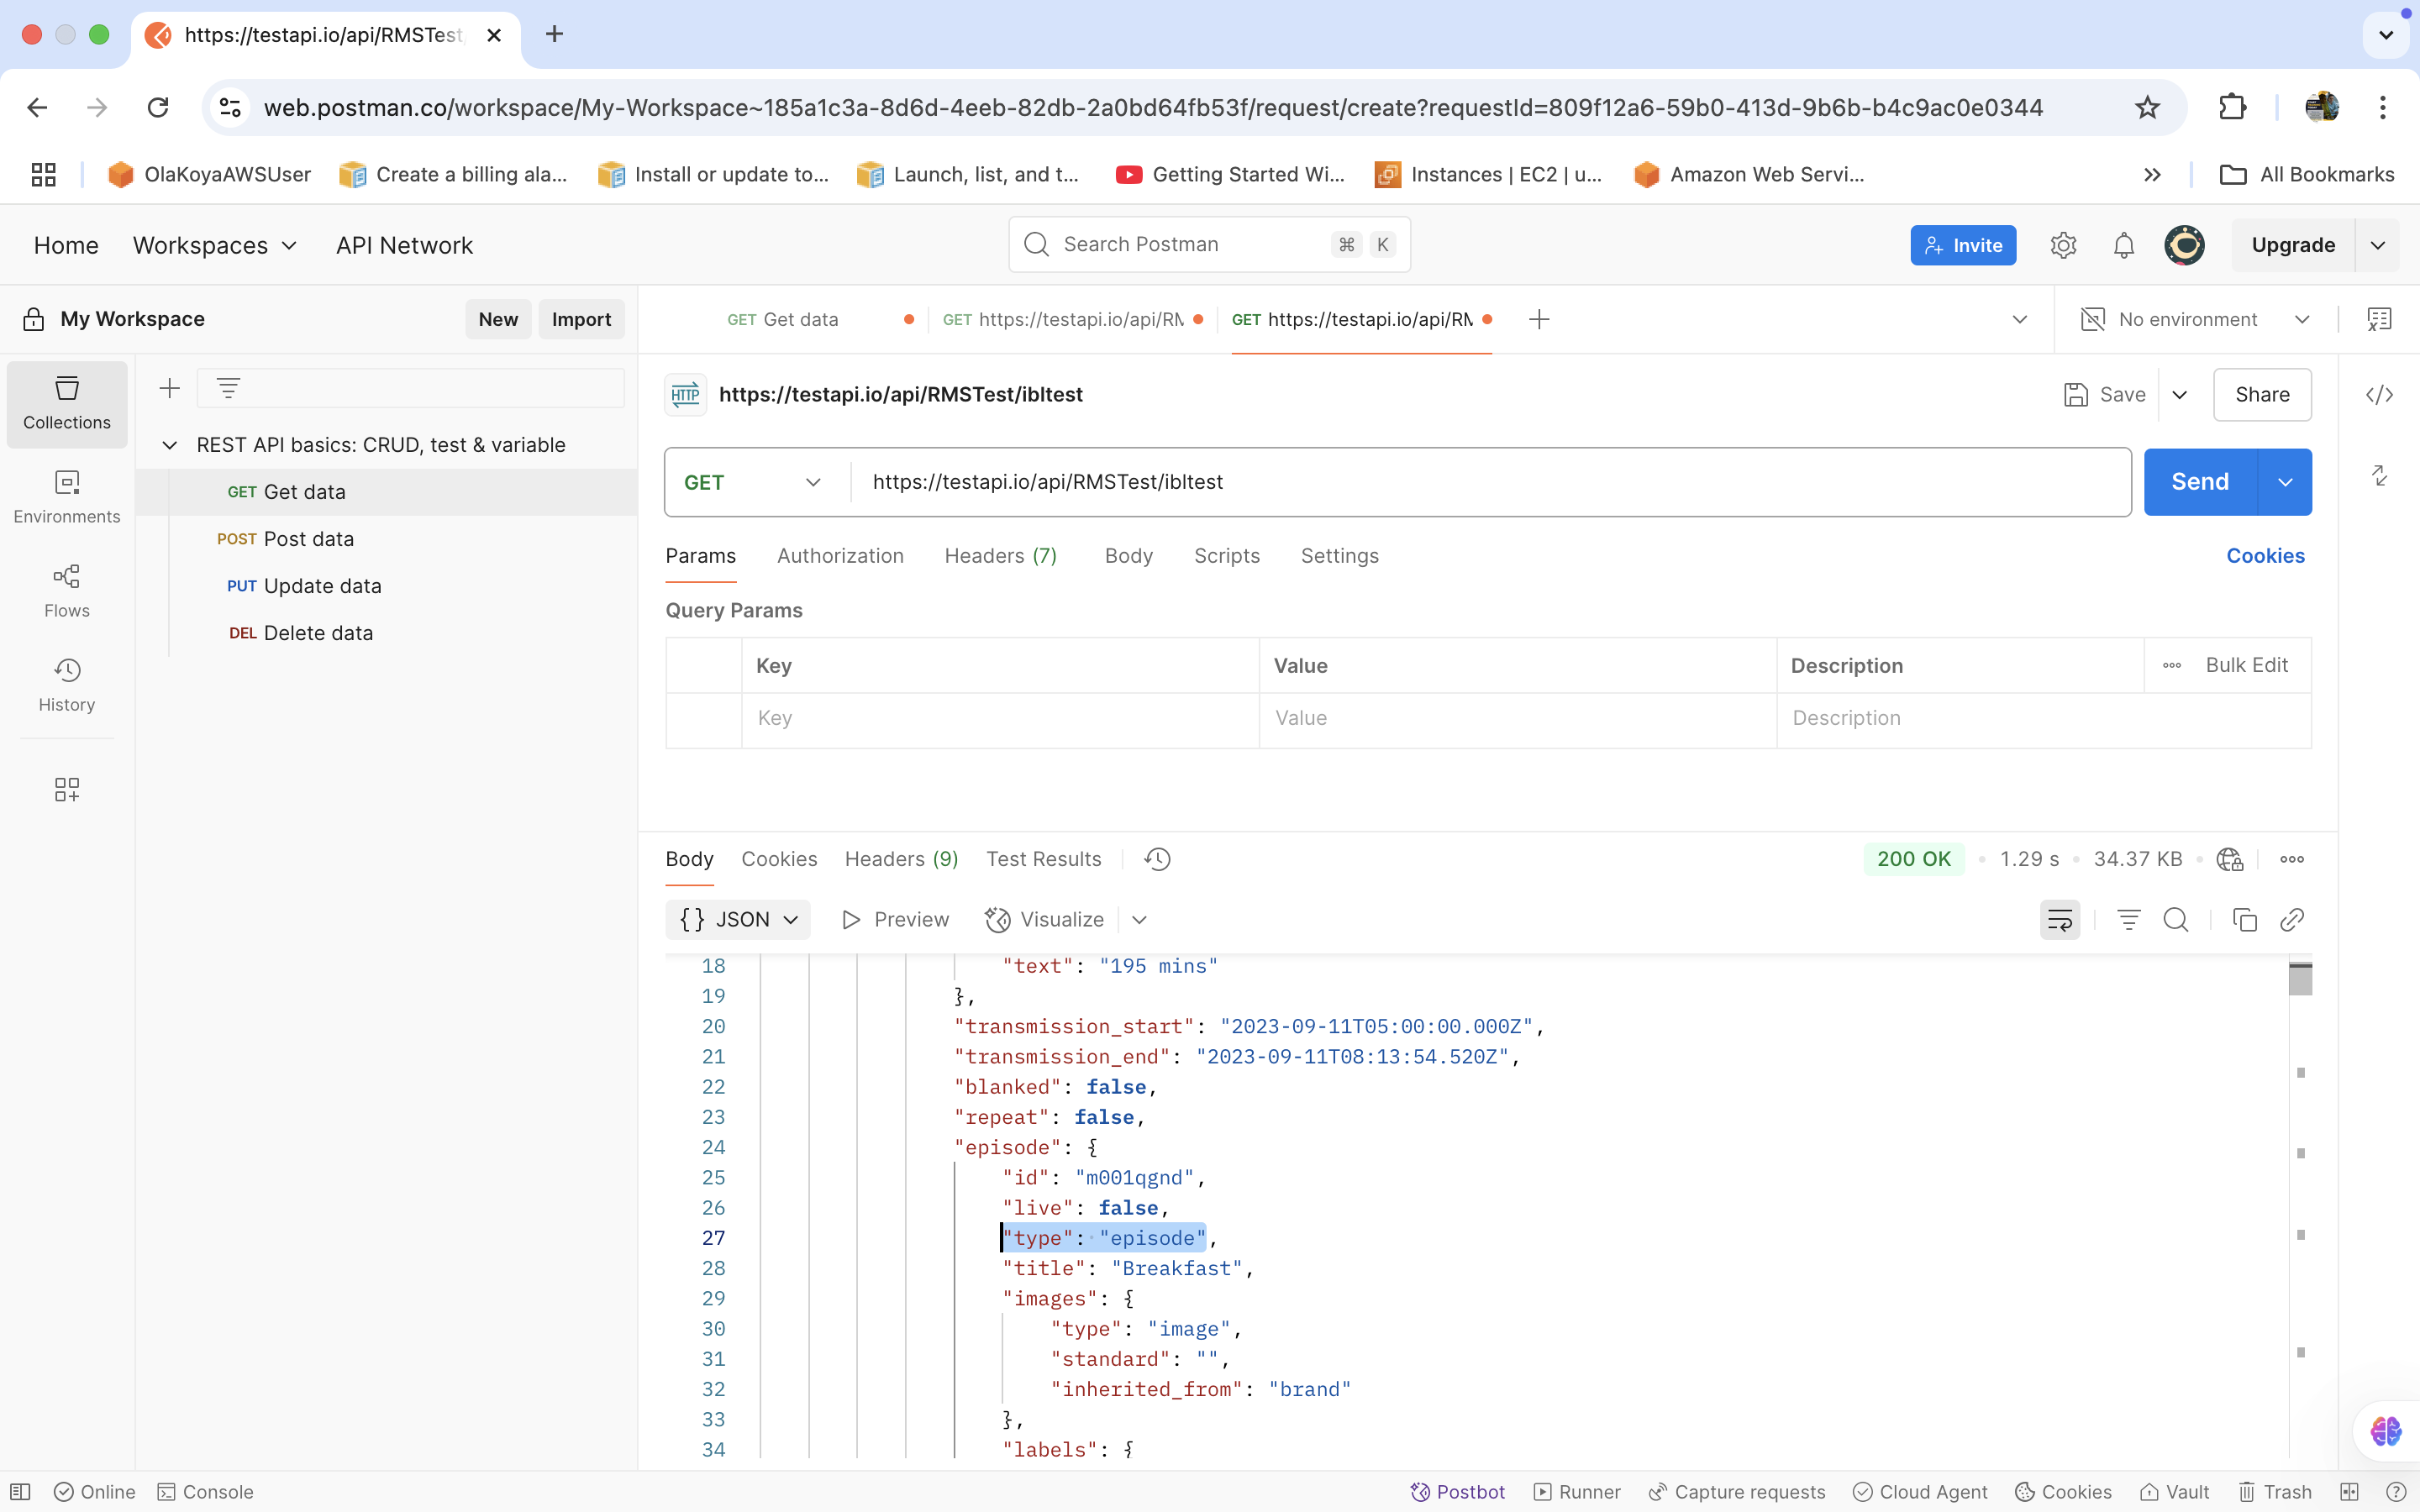 https://testapi.io/api/RMSTest
web.postman.co/workspace/My-Workspace~185a1c3a-8d6d-4eeb-82db-2a0bd64fb53f/request/create?requestId=809f12a6-59b0-413d-9b6b-b4c9ac0e0344
OlaKoyaAWSUser Create a billing ala... Install or update to... Launch, list, and t... Getting Started Wi... Instances | EC2 | u... Amazon Web Servi... All Bookmarks
Home Workspaces API Network Search Postman ⌘ K Invite Upgrade
My Workspace New Import GET Get data GET https://testapi.io/api/RM GET https://testapi.io/api/RM No environment
Collections
Environments
Flows
History
REST API basics: CRUD, test & variable
GET Get data
POST Post data
PUT Update data
DEL Delete data
HTTP https://testapi.io/api/RMSTest/ibltest Save Share
GET https://testapi.io/api/RMSTest/ibltest Send
Params Authorization Headers (7) Body Scripts Settings Cookies
Query Params
Key Value Description Bulk Edit
Key Value Description
Body Cookies Headers (9) Test Results 200 OK 1.29 s 34.37 KB
{} JSON Preview Visualize
18 "text": "195 mins"
19 },
20 "transmission_start": "2023-09-11T05:00:00.000Z",
21 "transmission_end": "2023-09-11T08:13:54.520Z",
22 "blanked": false,
23 "repeat": false,
24 "episode": {
25 "id": "m001qgnd",
26 "live": false,
27 "type": "episode",
28 "title": "Breakfast",
29 "images": {
30 "type": "image",
31 "standard": "",
32 "inherited_from": "brand"
33 },
34 "labels": {
Online Console Postbot Runner Capture requests Cloud Agent Cookies Vault Trash